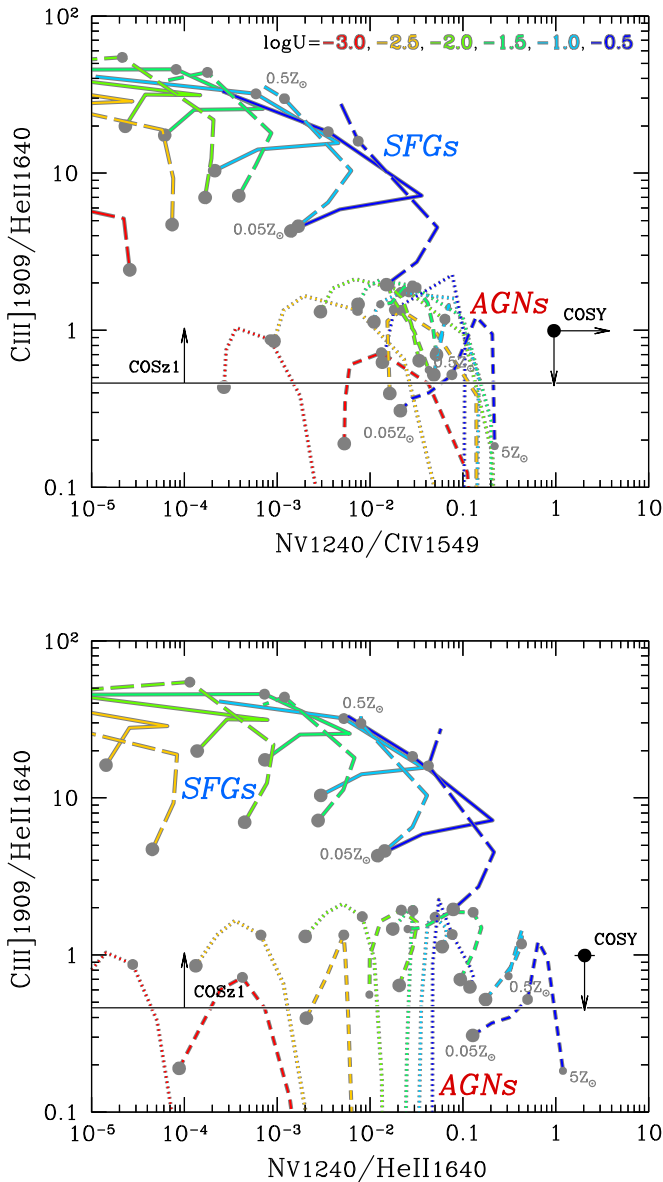 logU=−3.0, −2.5, −2.0, −1.5, −1.0, −0.5
10²
0.5Z⊙
SFGs
10
0.05Z⊙
CIII]1909/HeII1640
AGNs
COSY
1
COSz1
0.5Z⊙
0.05Z⊙
5Z⊙
0.1
10⁻⁵ 10⁻⁴ 10⁻³ 10⁻² 0.1 1 10
NV1240/CIV1549
10²
0.5Z⊙
SFGs
10
0.05Z⊙
CIII]1909/HeII1640
COSY
1
COSz1
0.5Z⊙
0.05Z⊙
5Z⊙
AGNs
0.1
10⁻⁵ 10⁻⁴ 10⁻³ 10⁻² 0.1 1 10
NV1240/HeII1640